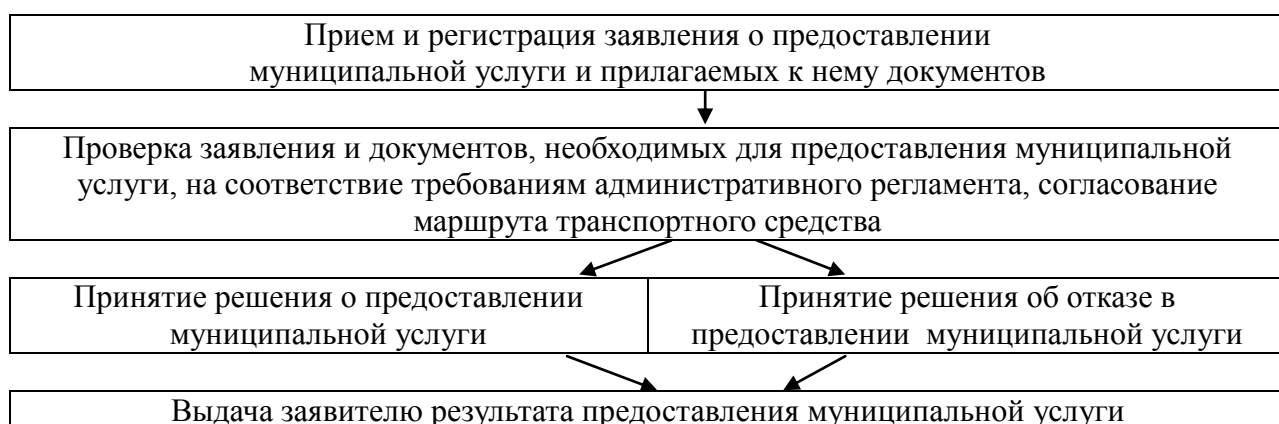 Прием и регистрация заявления о предоставлении
муниципальной услуги и прилагаемых к нему документов
Проверка заявления и документов, необходимых для предоставления муниципальной
услуги, на соответствие требованиям административного регламента, согласование
маршрута транспортного средства
Принятие решения о предоставлении
муниципальной услуги
Принятие решения об отказе в
предоставлении муниципальной услуги
Выдача заявителю результата предоставления муниципальной услуги